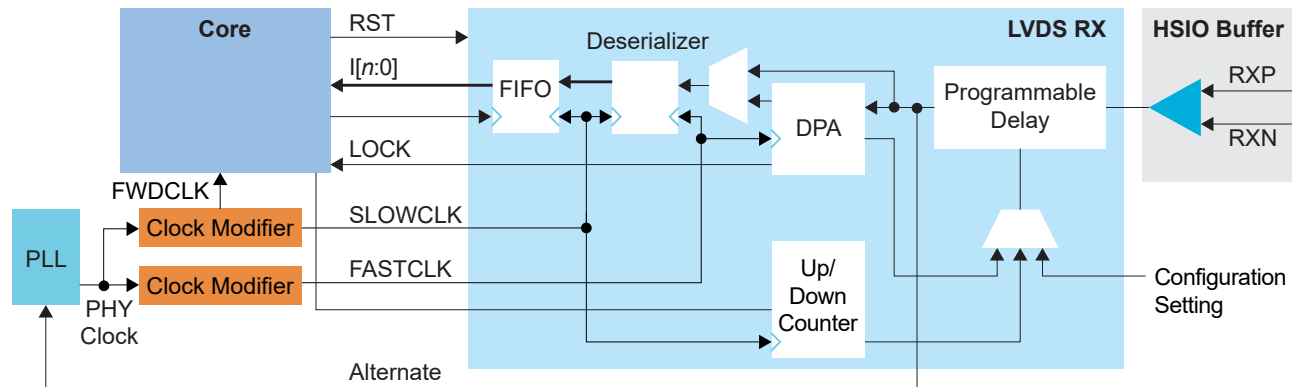 Core
RST
LVDS RX
HSIO Buffer
Deserializer
I[n:0]
FIFO
RXP
Programmable
Delay
DPA
RXN
LOCK
FWDCLK
Clock Modifier
SLOWCLK
PLL
Clock Modifier
FASTCLK
Up/
Down
Counter
Configuration
Setting
PHY
Clock
Alternate